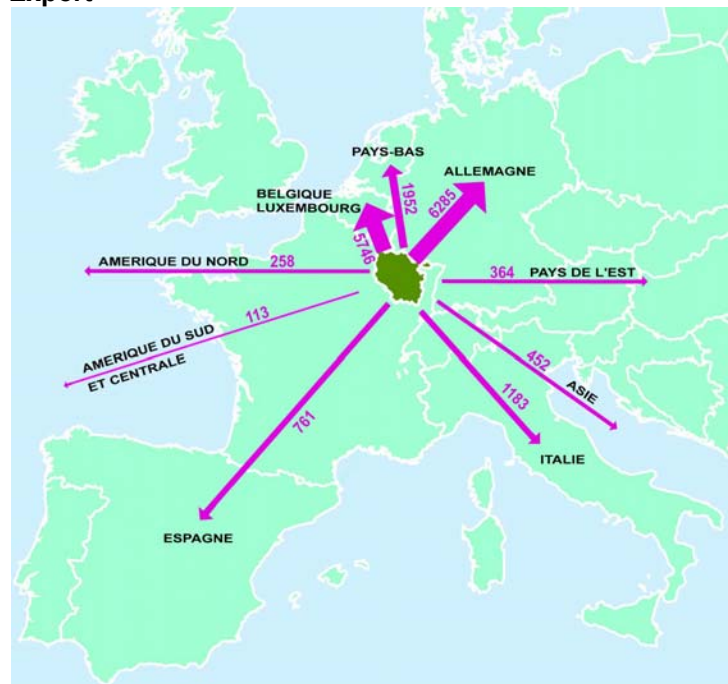 Export
PAYS-BAS
ALLEMAGNE
1952
6285
BELGIQUE
LUXEMBOURG
5746
AMERIQUE DU NORD
258
364
PAYS DE L'EST
113
AMERIQUE DU SUD
ET CENTRALE
452
ASIE
761
1183
ITALIE
ESPAGNE